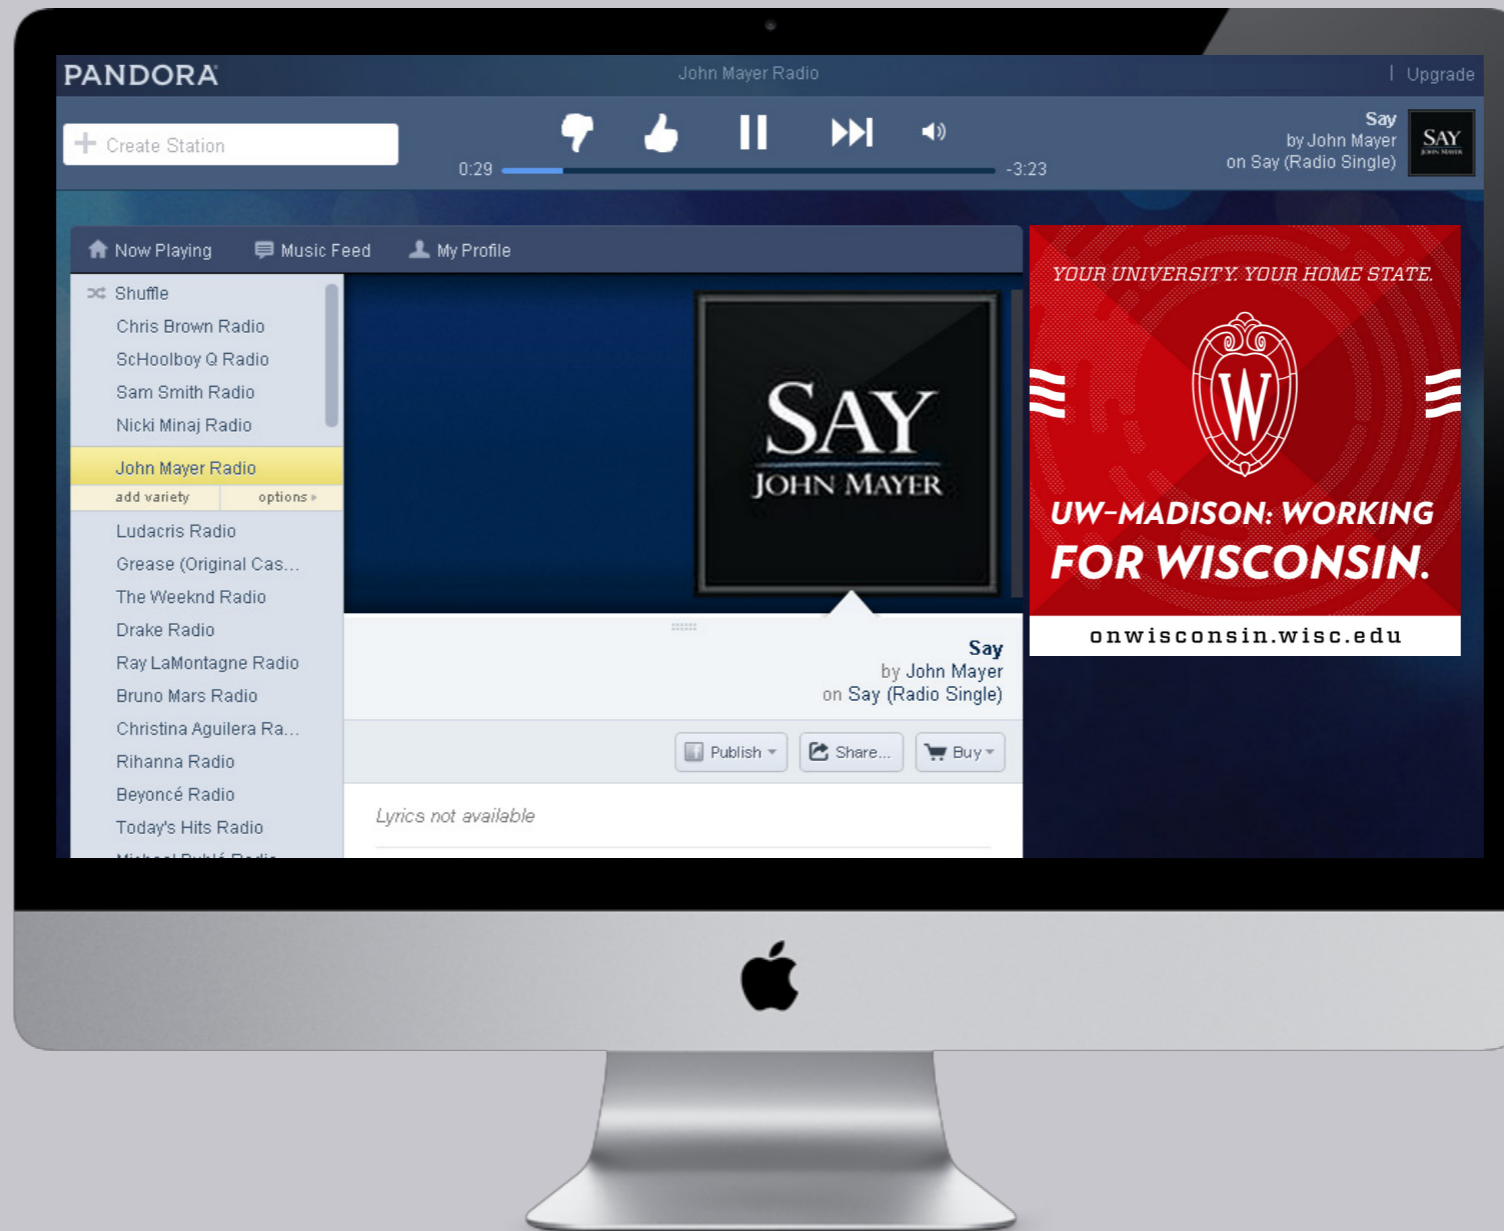 PANDORA
John Mayer Radio
| Upgrade
Create Station
0:29
-3:23
Say
by John Mayer
on Say (Radio Single)
SAY
JOHN MAYER
Now Playing
Music Feed
My Profile
Shuffle
Chris Brown Radio
ScHoolboy Q Radio
Sam Smith Radio
Nicki Minaj Radio
John Mayer Radio
add variety
options »
Ludacris Radio
Grease (Original Cas...
The Weeknd Radio
Drake Radio
Ray LaMontagne Radio
Bruno Mars Radio
Christina Aguilera Ra...
Rihanna Radio
Beyoncé Radio
Today's Hits Radio
Michael Bublé Radio
SAY
JOHN MAYER
Say
by John Mayer
on Say (Radio Single)
f Publish
Share...
Buy
Lyrics not available
YOUR UNIVERSITY. YOUR HOME STATE.
W
UW–MADISON: WORKING
FOR WISCONSIN.
onwisconsin.wisc.edu